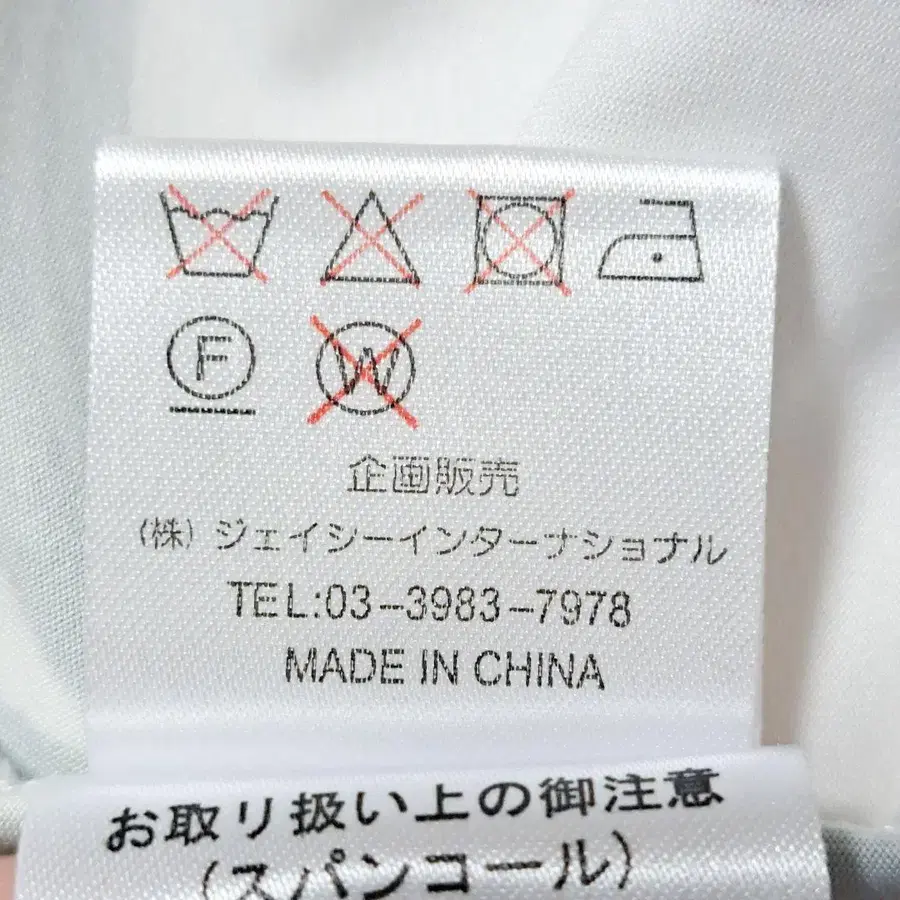 F W
企画販売
(株) ジェイシーインターナショナル
TEL:03-3983-7978
MADE IN CHINA
お取り扱い上の御注意
(スパンコール)